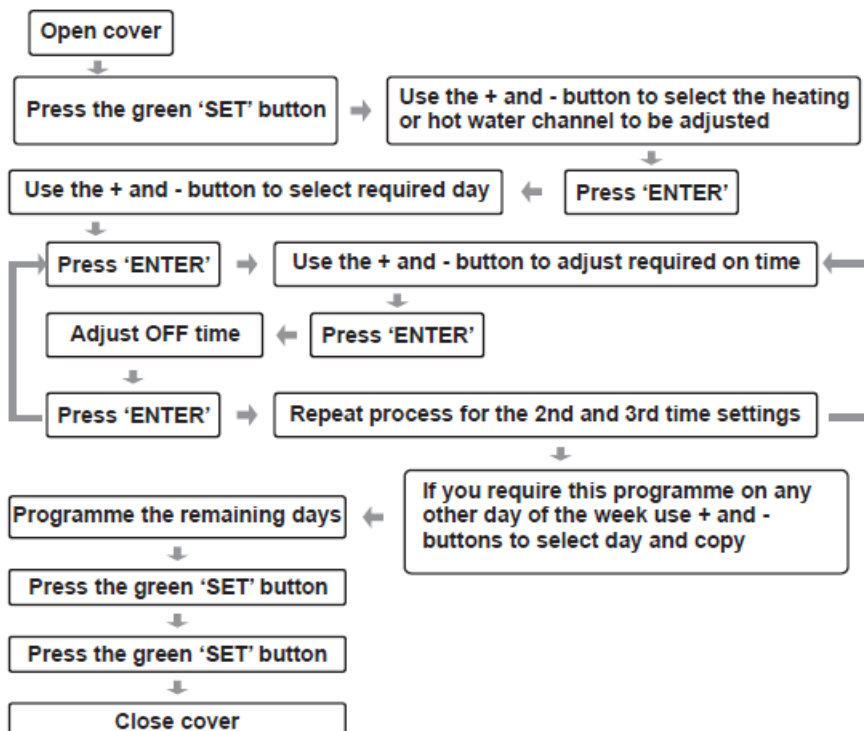 Open cover
Press the green ‘SET’ button
Use the + and - button to select the heating
or hot water channel to be adjusted
Press ‘ENTER’
Use the + and - button to select required day
Press ‘ENTER’
Use the + and - button to adjust required on time
Press ‘ENTER’
Adjust OFF time
Press ‘ENTER’
Repeat process for the 2nd and 3rd time settings
If you require this programme on any
other day of the week use + and -
buttons to select day and copy
Programme the remaining days
Press the green ‘SET’ button
Press the green ‘SET’ button
Close cover